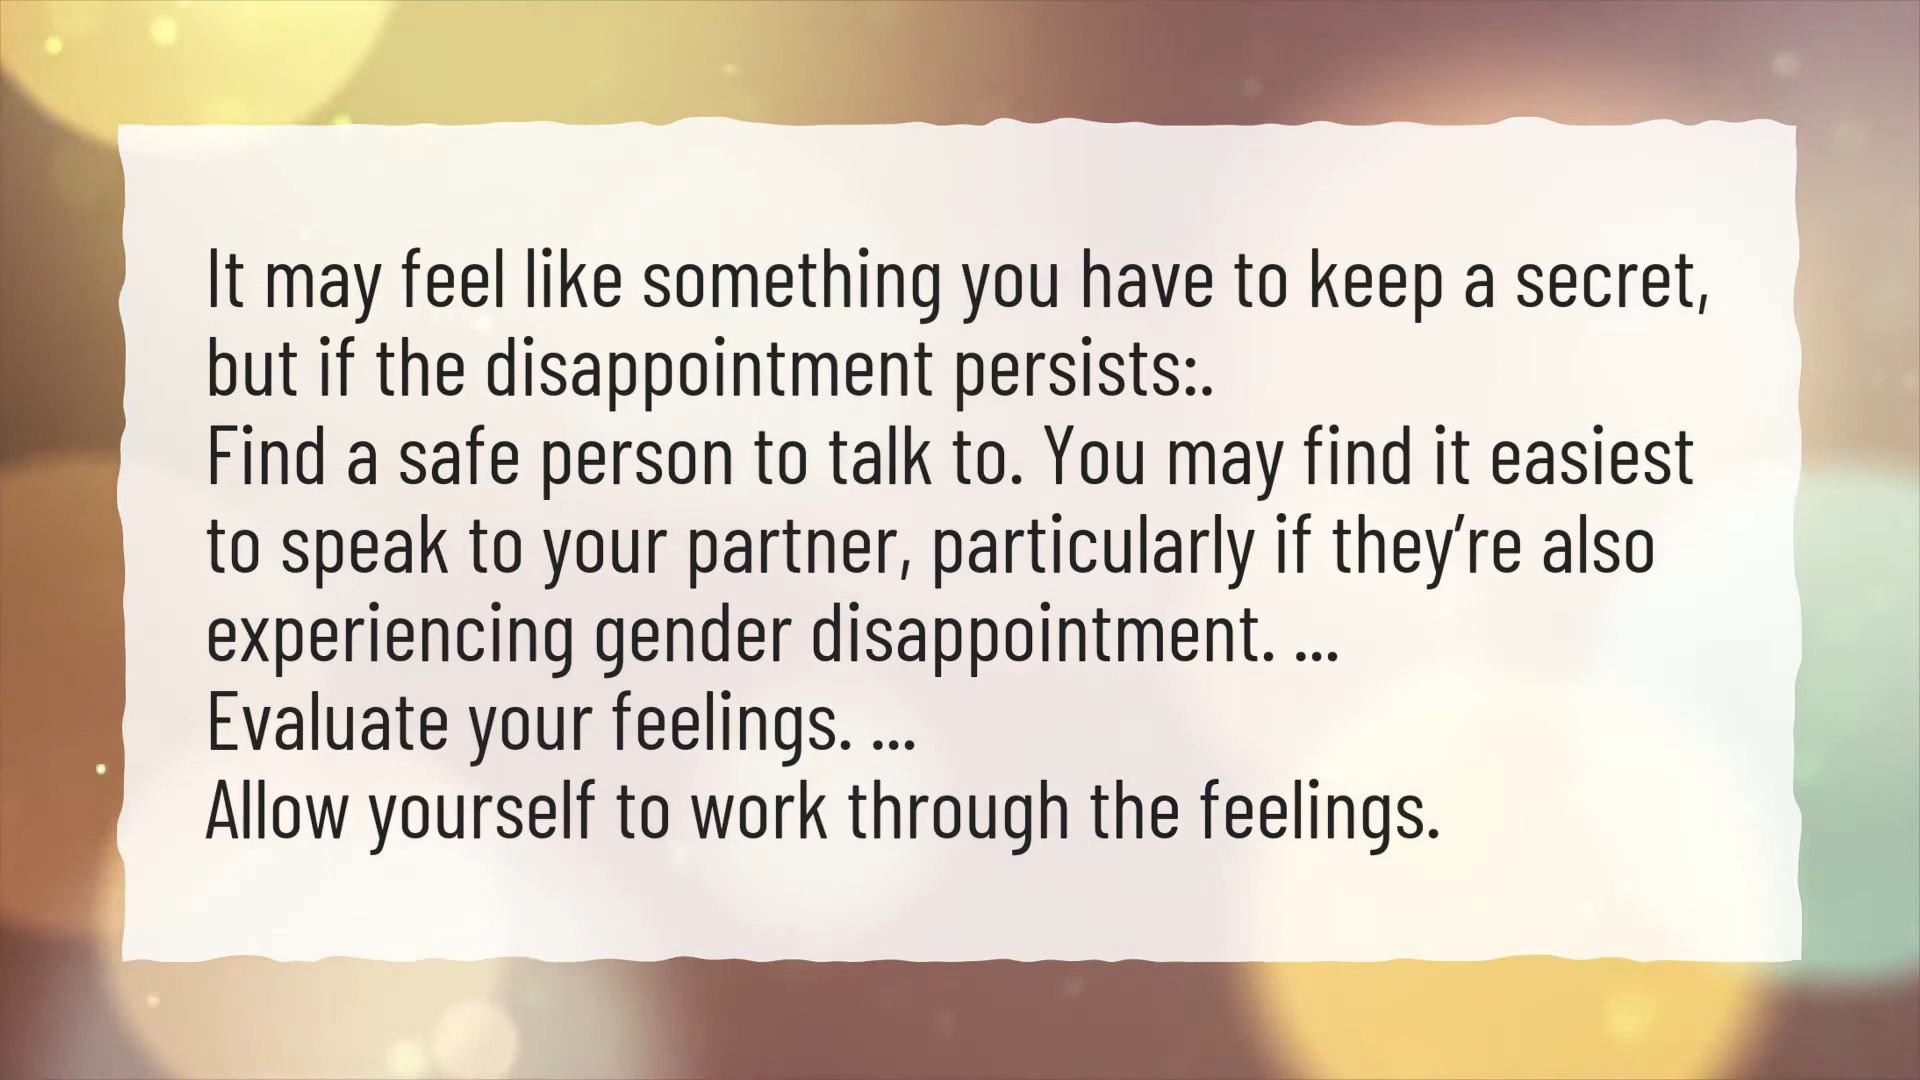 It may feel like something you have to keep a secret,
but if the disappointment persists:.
Find a safe person to talk to. You may find it easiest
to speak to your partner, particularly if they’re also
experiencing gender disappointment. ...
Evaluate your feelings. ...
Allow yourself to work through the feelings.